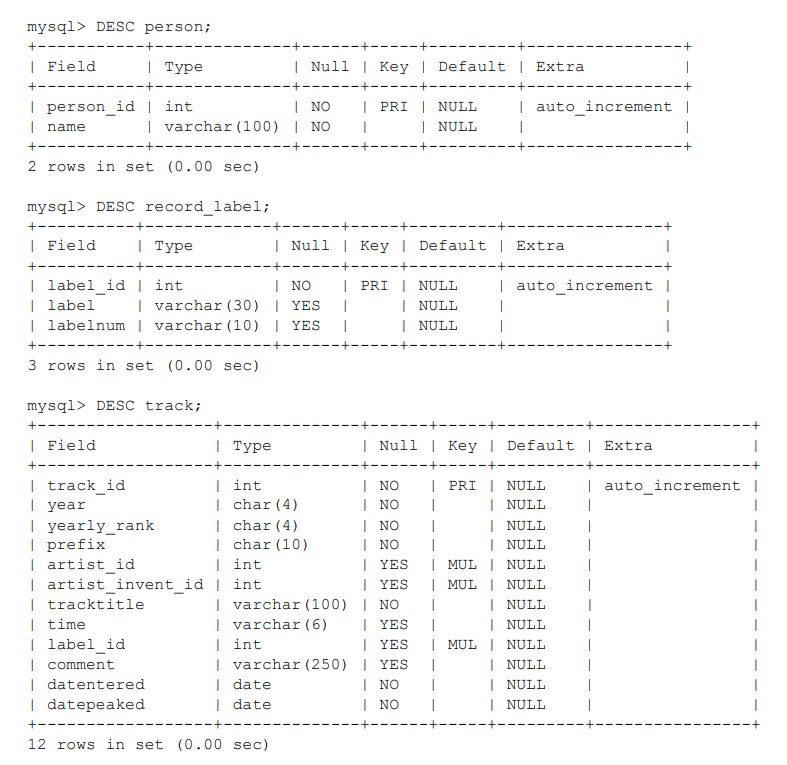 mysql> DESC person;
+-----------+--------------+------+-----+---------+----------------+
| Field     | Type         | Null | Key | Default | Extra          |
+-----------+--------------+------+-----+---------+----------------+
| person_id | int          | NO   | PRI | NULL    | auto_increment |
| name      | varchar(100) | NO   |     | NULL    |                |
+-----------+--------------+------+-----+---------+----------------+
2 rows in set (0.00 sec)
mysql> DESC record_label;
+----------+-------------+------+-----+---------+----------------+
| Field    | Type        | Null | Key | Default | Extra          |
+----------+-------------+------+-----+---------+----------------+
| label_id | int         | NO   | PRI | NULL    | auto_increment |
| label    | varchar(30) | YES  |     | NULL    |                |
| labelnum | varchar(10) | YES  |     | NULL    |                |
+----------+-------------+------+-----+---------+----------------+
3 rows in set (0.00 sec)
mysql> DESC track;
+------------------+--------------+------+-----+---------+----------------+
| Field            | Type         | Null | Key | Default | Extra          |
+------------------+--------------+------+-----+---------+----------------+
| track_id         | int          | NO   | PRI | NULL    | auto_increment |
| year             | char(4)      | NO   |     | NULL    |                |
| yearly_rank      | char(4)      | NO   |     | NULL    |                |
| prefix           | char(10)     | NO   |     | NULL    |                |
| artist_id        | int          | YES  | MUL | NULL    |                |
| artist_invent_id | int          | YES  | MUL | NULL    |                |
| tracktitle       | varchar(100) | NO   |     | NULL    |                |
| time             | varchar(6)   | YES  |     | NULL    |                |
| label_id         | int          | YES  | MUL | NULL    |                |
| comment          | varchar(250) | YES  |     | NULL    |                |
| datentered       | date         | NO   |     | NULL    |                |
| datepeaked       | date         | NO   |     | NULL    |                |
+------------------+--------------+------+-----+---------+----------------+
12 rows in set (0.00 sec)